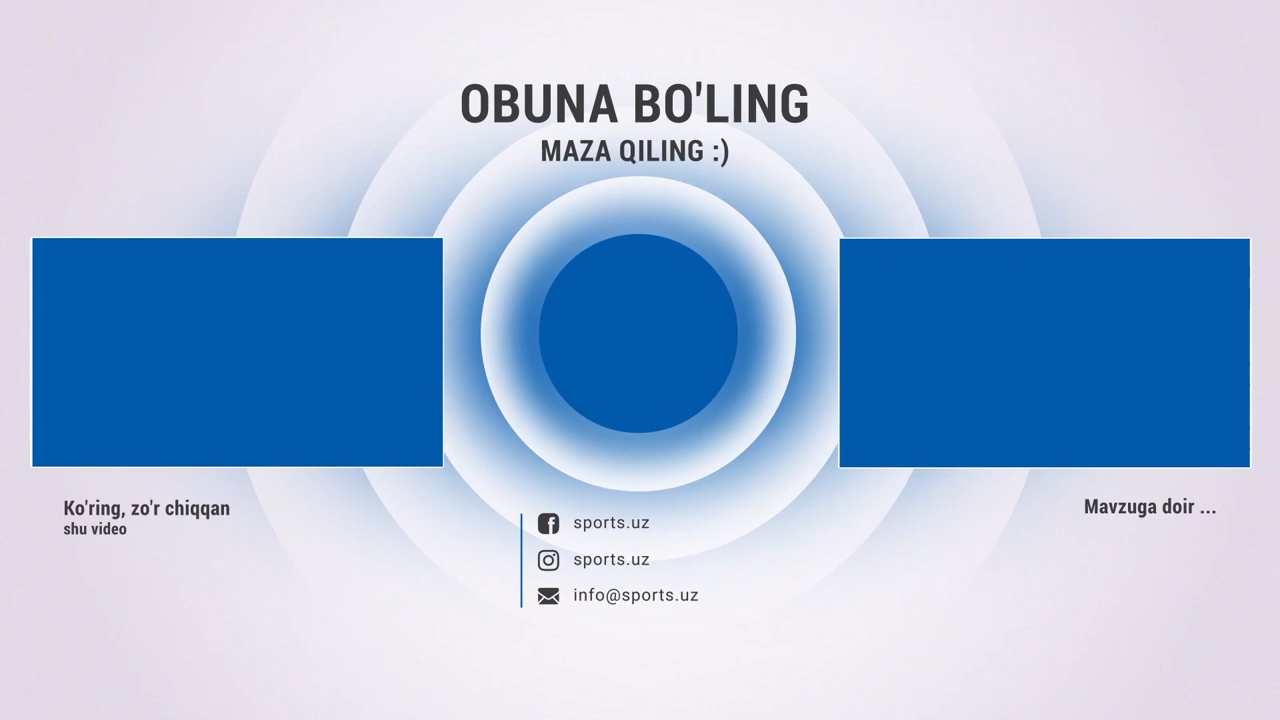 OBUNA BO'LING
MAZA QILING :)
Ko'ring, zo'r chiqqan
shu video
Mavzuga doir ...
sports.uz
sports.uz
info@sports.uz